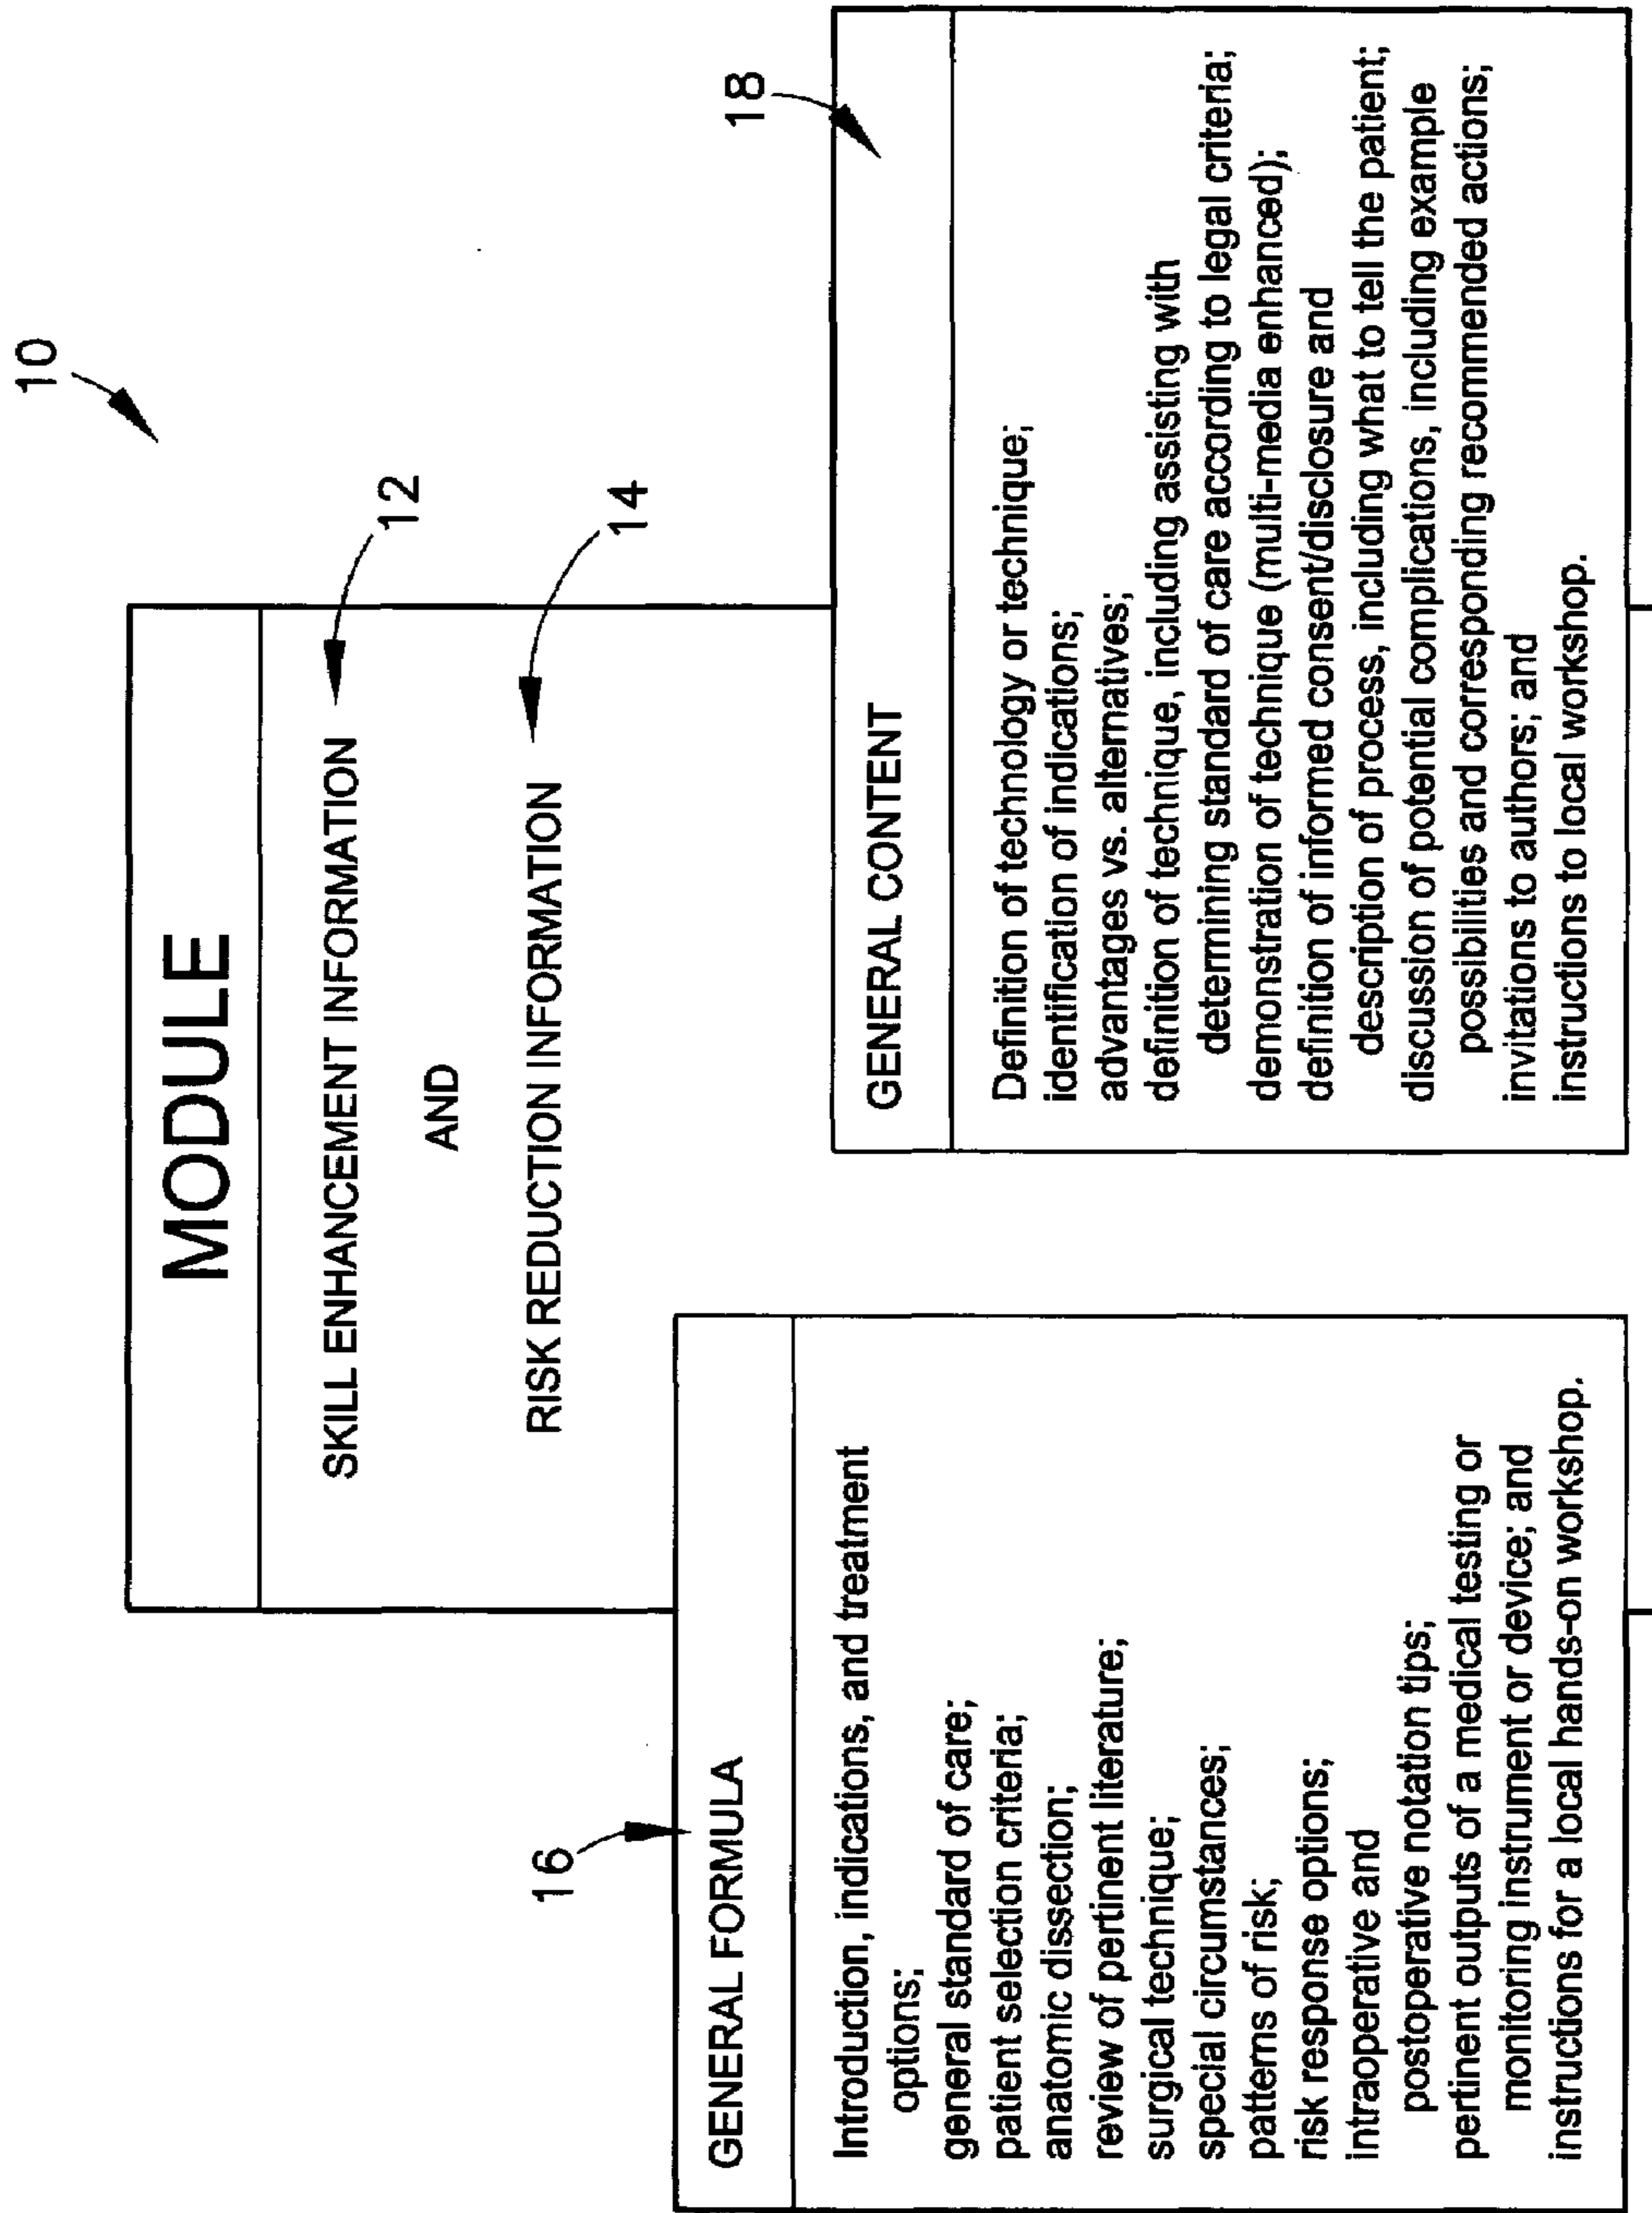 10
MODULE
SKILL ENHANCEMENT INFORMATION
12
AND
RISK REDUCTION INFORMATION
14
16
GENERAL FORMULA
Introduction, indications, and treatment
options;
general standard of care;
patient selection criteria;
anatomic dissection;
review of pertinent literature;
surgical technique;
special circumstances;
patterns of risk;
risk response options;
intraoperative and
postoperative notation tips;
pertinent outputs of a medical testing or
monitoring instrument or device; and
instructions for a local hands-on workshop.
18
GENERAL CONTENT
Definition of technology or technique;
identification of indications;
advantages vs. alternatives;
definition of technique, including assisting with
determining standard of care according to legal criteria;
demonstration of technique (multi-media enhanced);
definition of informed consent/disclosure and
description of process, including what to tell the patient;
discussion of potential complications, including example
possibilities and corresponding recommended actions;
invitations to authors; and
instructions to local workshop.